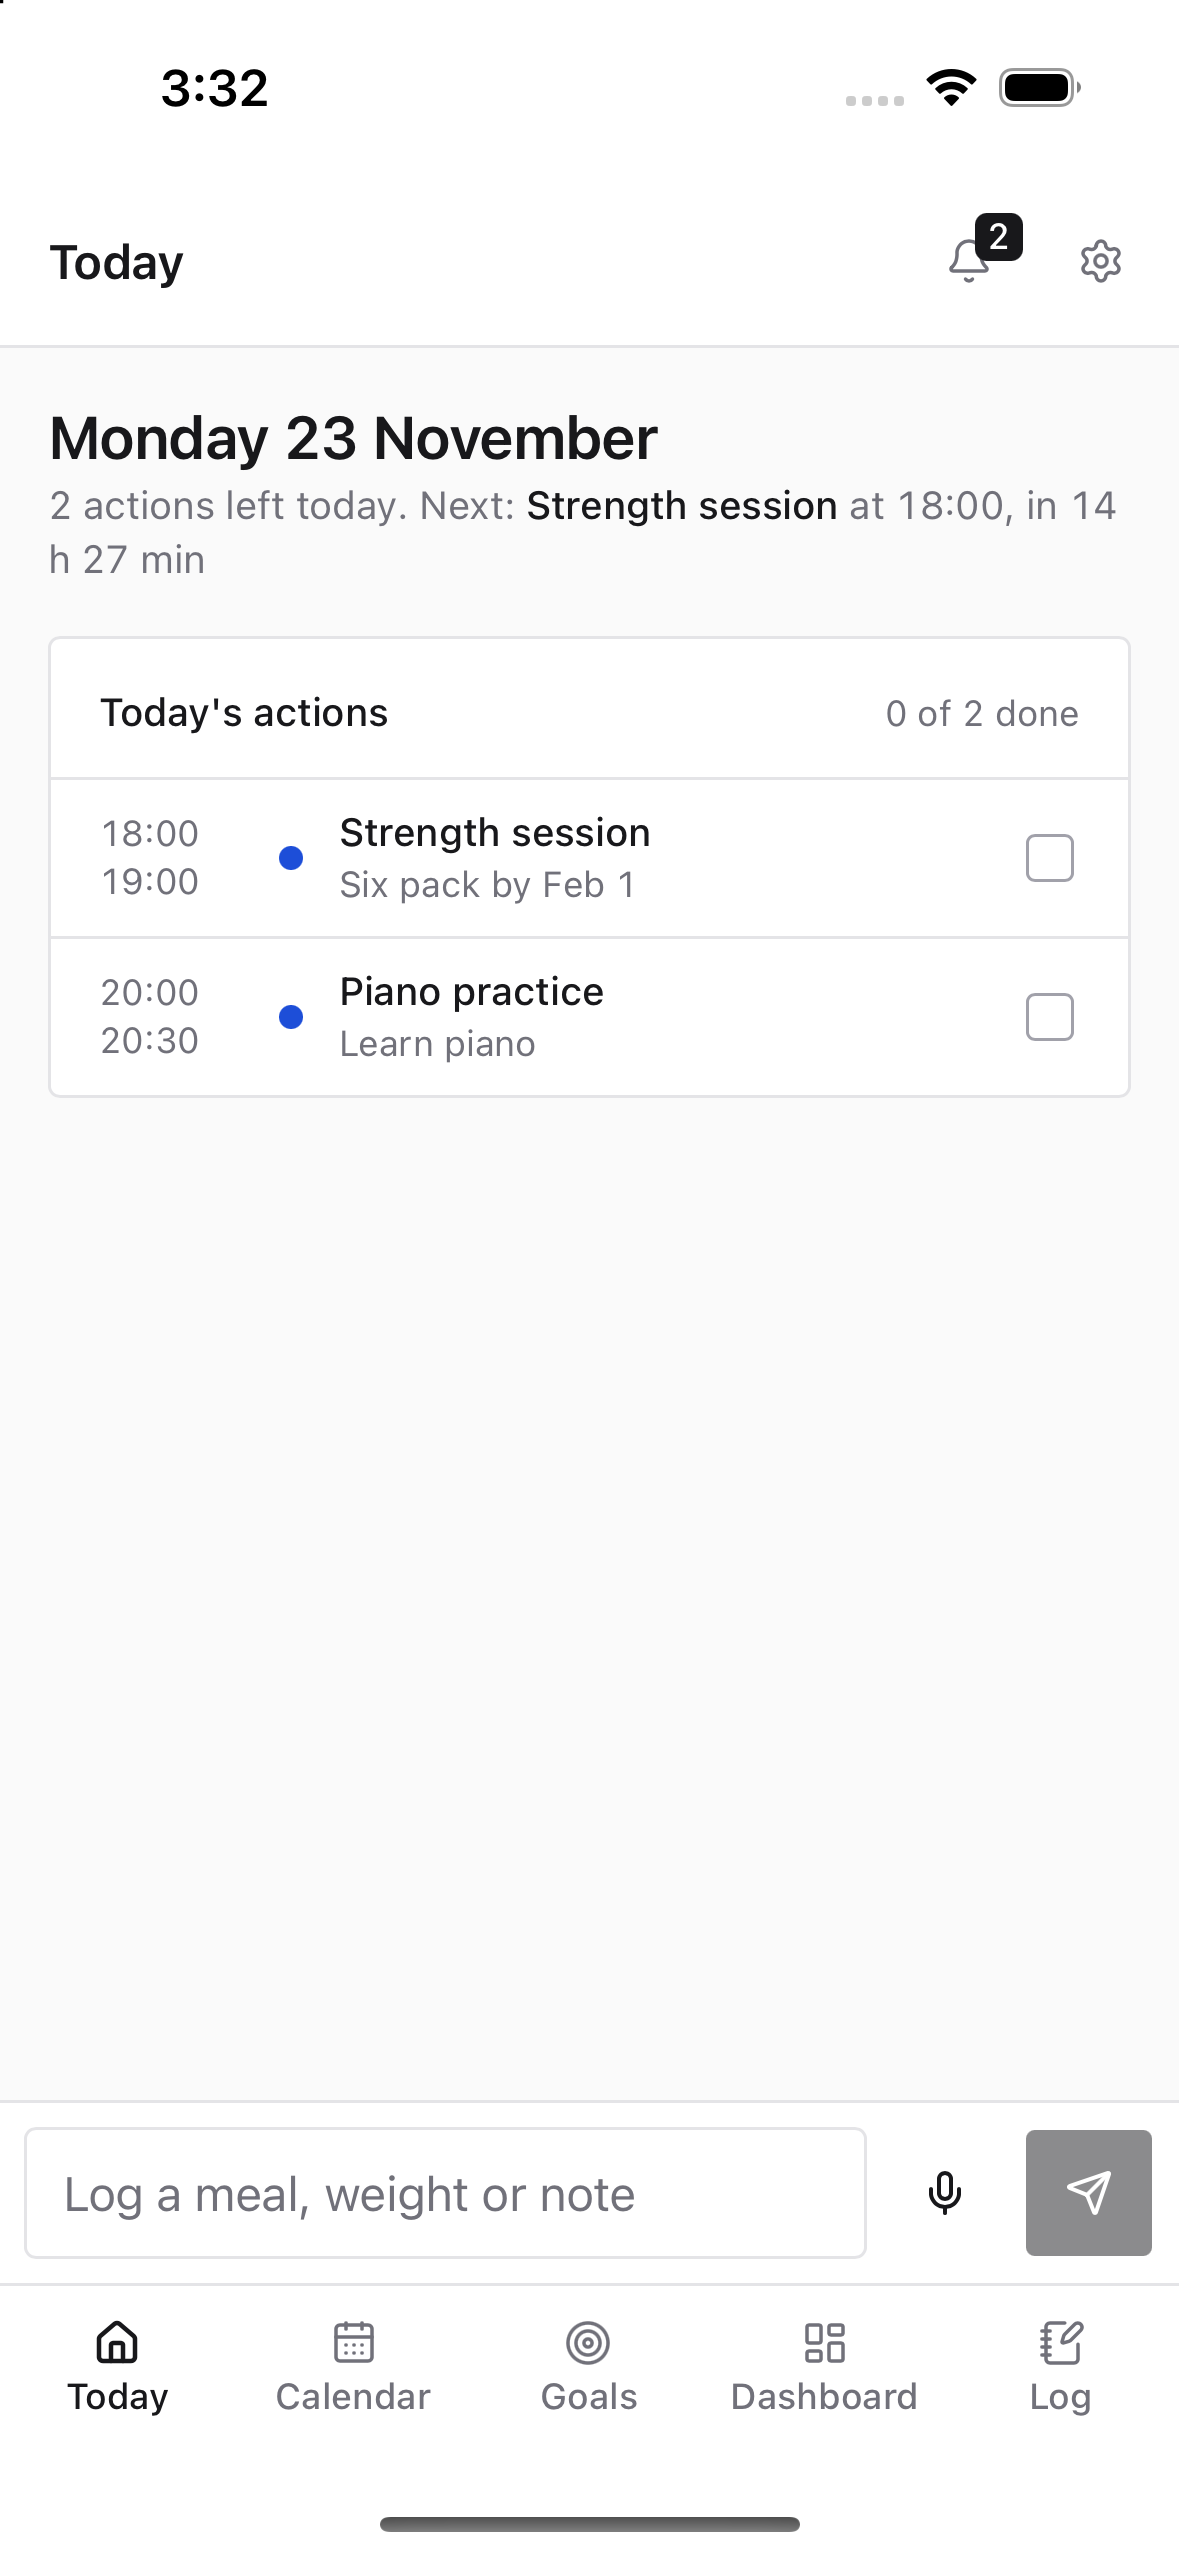 3:32
Today
2
Monday 23 November
2 actions left today. Next: Strength session at 18:00, in 14
h 27 min
Today's actions
0 of 2 done
18:00
19:00
Strength session
Six pack by Feb 1
20:00
20:30
Piano practice
Learn piano
Log a meal, weight or note
Today
Calendar
Goals
Dashboard
Log